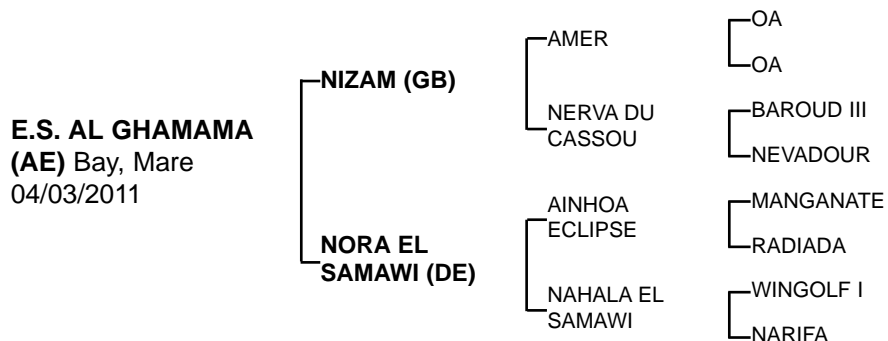 E.S. AL GHAMAMA
(AE) Bay, Mare
04/03/2011
NIZAM (GB)
NORA EL
SAMAWI (DE)
AMER
NERVA DU
CASSOU
AINHOA
ECLIPSE
NAHALA EL
SAMAWI
OA
OA
BAROUD III
NEVADOUR
MANGANATE
RADIADA
WINGOLF I
NARIFA